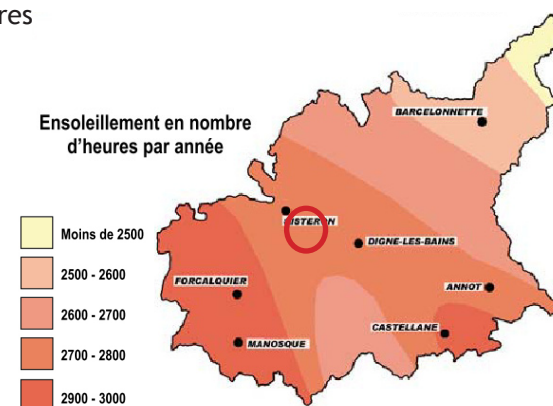 res
Ensoleillement en nombre
d'heures par année
Moins de 2500
2500 - 2600
2600 - 2700
2700 - 2800
2900 - 3000
BARCELONNETTE
SISTERON
DIGNE-LES-BAINS
FORCALQUIER
ANNOT
CASTELLANE
MANOSQUE